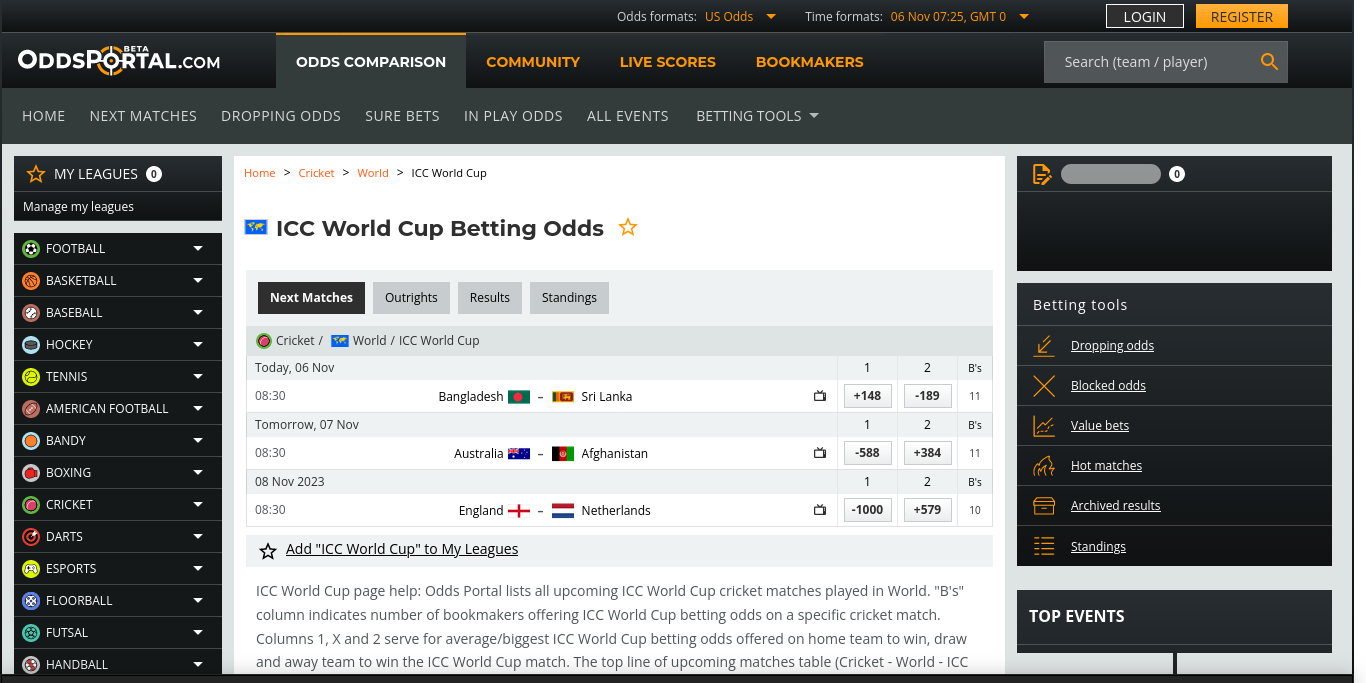 Odds formats: US Odds Time formats: 06 Nov 07:25, GMT 0 LOGIN REGISTER
ODDSPORTAL.COM BETA ODDS COMPARISON COMMUNITY LIVE SCORES BOOKMAKERS Search (team / player)
HOME NEXT MATCHES DROPPING ODDS SURE BETS IN PLAY ODDS ALL EVENTS BETTING TOOLS
MY LEAGUES 0
Manage my leagues
FOOTBALL
BASKETBALL
BASEBALL
HOCKEY
TENNIS
AMERICAN FOOTBALL
BANDY
BOXING
CRICKET
DARTS
ESPORTS
FLOORBALL
FUTSAL
HANDBALL
Home > Cricket > World > ICC World Cup
ICC World Cup Betting Odds
Next Matches Outrights Results Standings
Cricket / World / ICC World Cup
Today, 06 Nov 1 2 B's
08:30 Bangladesh – Sri Lanka +148 -189 11
Tomorrow, 07 Nov 1 2 B's
08:30 Australia – Afghanistan -588 +384 11
08 Nov 2023 1 2 B's
08:30 England – Netherlands -1000 +579 10
Add "ICC World Cup" to My Leagues
ICC World Cup page help: Odds Portal lists all upcoming ICC World Cup cricket matches played in World. "B's"
column indicates number of bookmakers offering ICC World Cup betting odds on a specific cricket match.
Columns 1, X and 2 serve for average/biggest ICC World Cup betting odds offered on home team to win, draw
and away team to win the ICC World Cup match. The top line of upcoming matches table (Cricket - World - ICC
0
Betting tools
Dropping odds
Blocked odds
Value bets
Hot matches
Archived results
Standings
TOP EVENTS